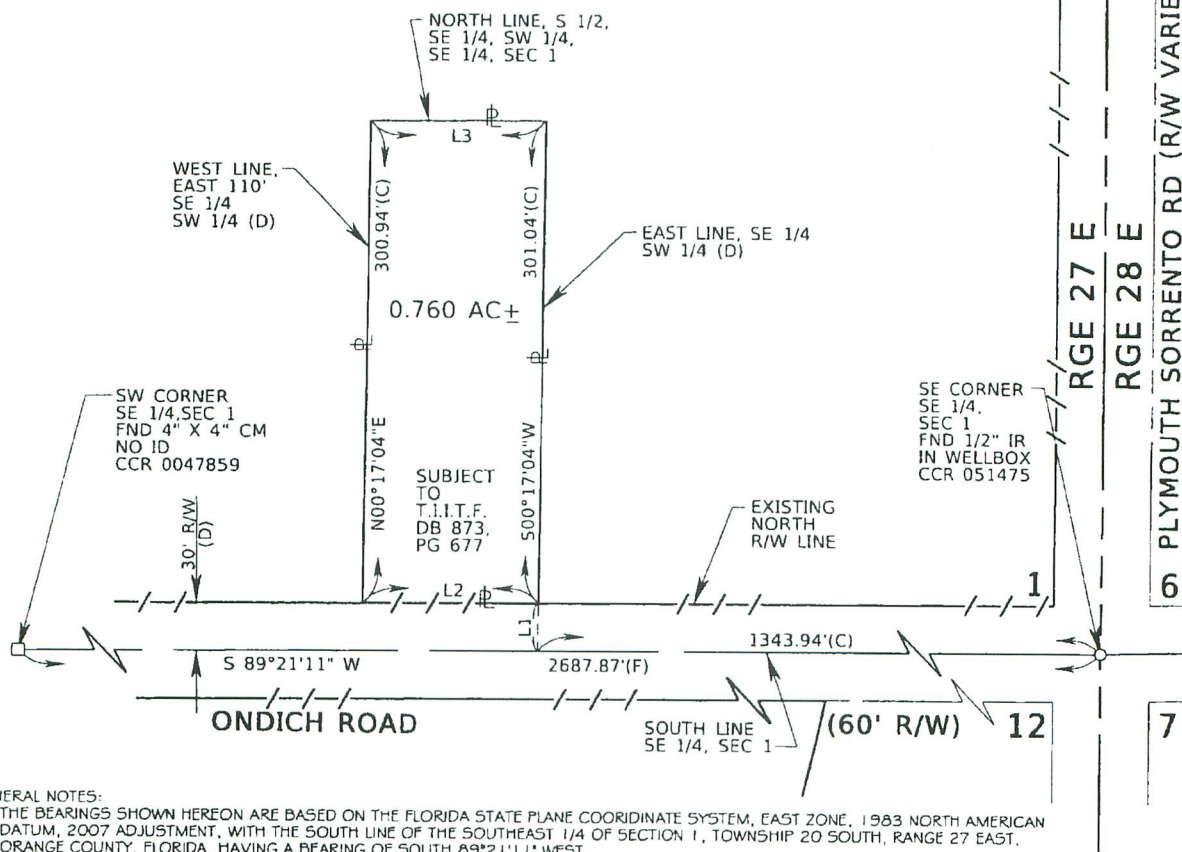 NORTH LINE, S 1/2,
SE 1/4, SW 1/4,
SE 1/4, SEC 1
L3
WEST LINE,
EAST 110'
SE 1/4
SW 1/4 (D)
300.94'(C)
301.04'(C)
EAST LINE, SE 1/4
SW 1/4 (D)
0.760 AC±
SW CORNER
SE 1/4,SEC 1
FND 4" X 4" CM
NO ID
CCR 0047859
30' R/W
(D)
N00°17'04"E
SUBJECT
TO
T.I.I.T.F.
DB 873,
PG 677
S00°17'04"W
SE CORNER
SE 1/4,
SEC 1
FND 1/2" IR
IN WELLBOX
CCR 051475
EXISTING
NORTH
R/W LINE
RGE 27 E
RGE 28 E
PLYMOUTH SORRENTO RD (R/W VARIE
L2
1
6
L1
1343.94'(C)
S 89°21'11" W
2687.87'(F)
ONDICH ROAD
SOUTH LINE
SE 1/4, SEC 1
(60' R/W)
12
7
NERAL NOTES:
THE BEARINGS SHOWN HEREON ARE BASED ON THE FLORIDA STATE PLANE COORDINATE SYSTEM, EAST ZONE, 1983 NORTH AMERICAN
DATUM, 2007 ADJUSTMENT, WITH THE SOUTH LINE OF THE SOUTHEAST 1/4 OF SECTION 1, TOWNSHIP 20 SOUTH, RANGE 27 EAST,
ORANGE COUNTY, FLORIDA, HAVING A BEARING OF SOUTH 89°21'11" WEST.